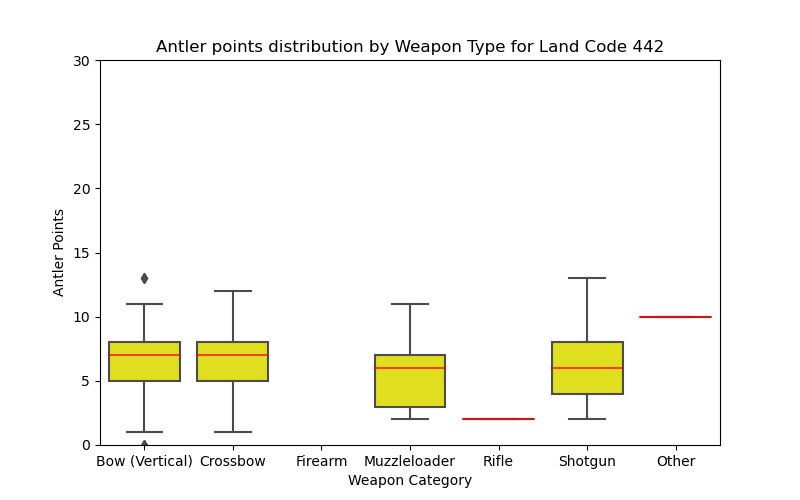 Antler points distribution by Weapon Type for Land Code 442
30
25
20
15
10
5
0
Antler Points
Bow (Vertical) Crossbow Firearm Muzzleloader Rifle Shotgun Other
Weapon Category